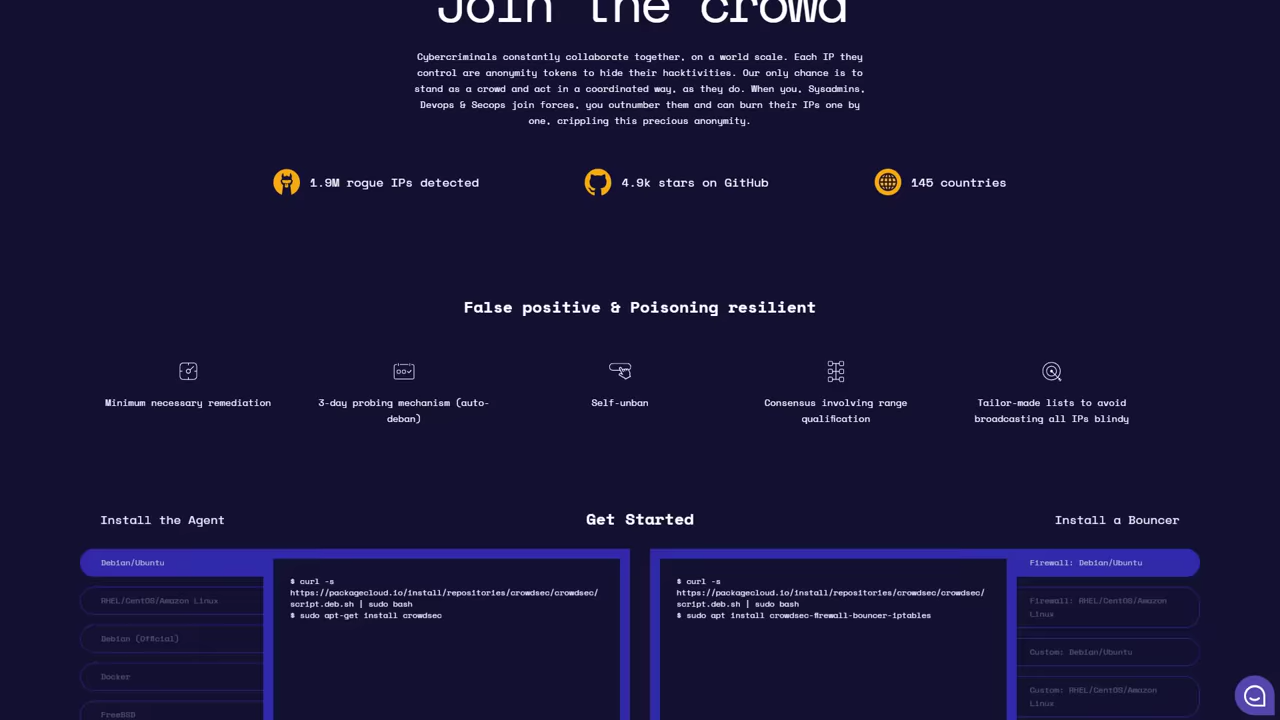 Join the crowd
Cybercriminals constantly collaborate together, on a world scale. Each IP they
control are anonymity tokens to hide their hacktivities. Our only chance is to
stand as a crowd and act in a coordinated way, as they do. When you, Sysadmins,
Devops & Secops join forces, you outnumber them and can burn their IPs one by
one, crippling this precious anonymity.
1.9M rogue IPs detected
4.9k stars on GitHub
145 countries
False positive & Poisoning resilient
Minimum necessary remediation
3-day probing mechanism (auto-
deban)
Self-unban
Consensus involving range
qualification
Tailor-made lists to avoid
broadcasting all IPs blindy
Install the Agent
Get Started
Install a Bouncer
Debian/Ubuntu
RHEL/CentOS/Amazon Linux
Debian (Official)
Docker
FreeBSD
$ curl -s
https://packagecloud.io/install/repositories/crowdsec/crowdsec/
script.deb.sh | sudo bash
$ sudo apt-get install crowdsec
$ curl -s
https://packagecloud.io/install/repositories/crowdsec/crowdsec/
script.deb.sh | sudo bash
$ sudo apt install crowdsec-firewall-bouncer-iptables
Firewall: Debian/Ubuntu
Firewall: RHEL/CentOS/Amazon
Linux
Custom: Debian/Ubuntu
Custom: RHEL/CentOS/Amazon
Linux